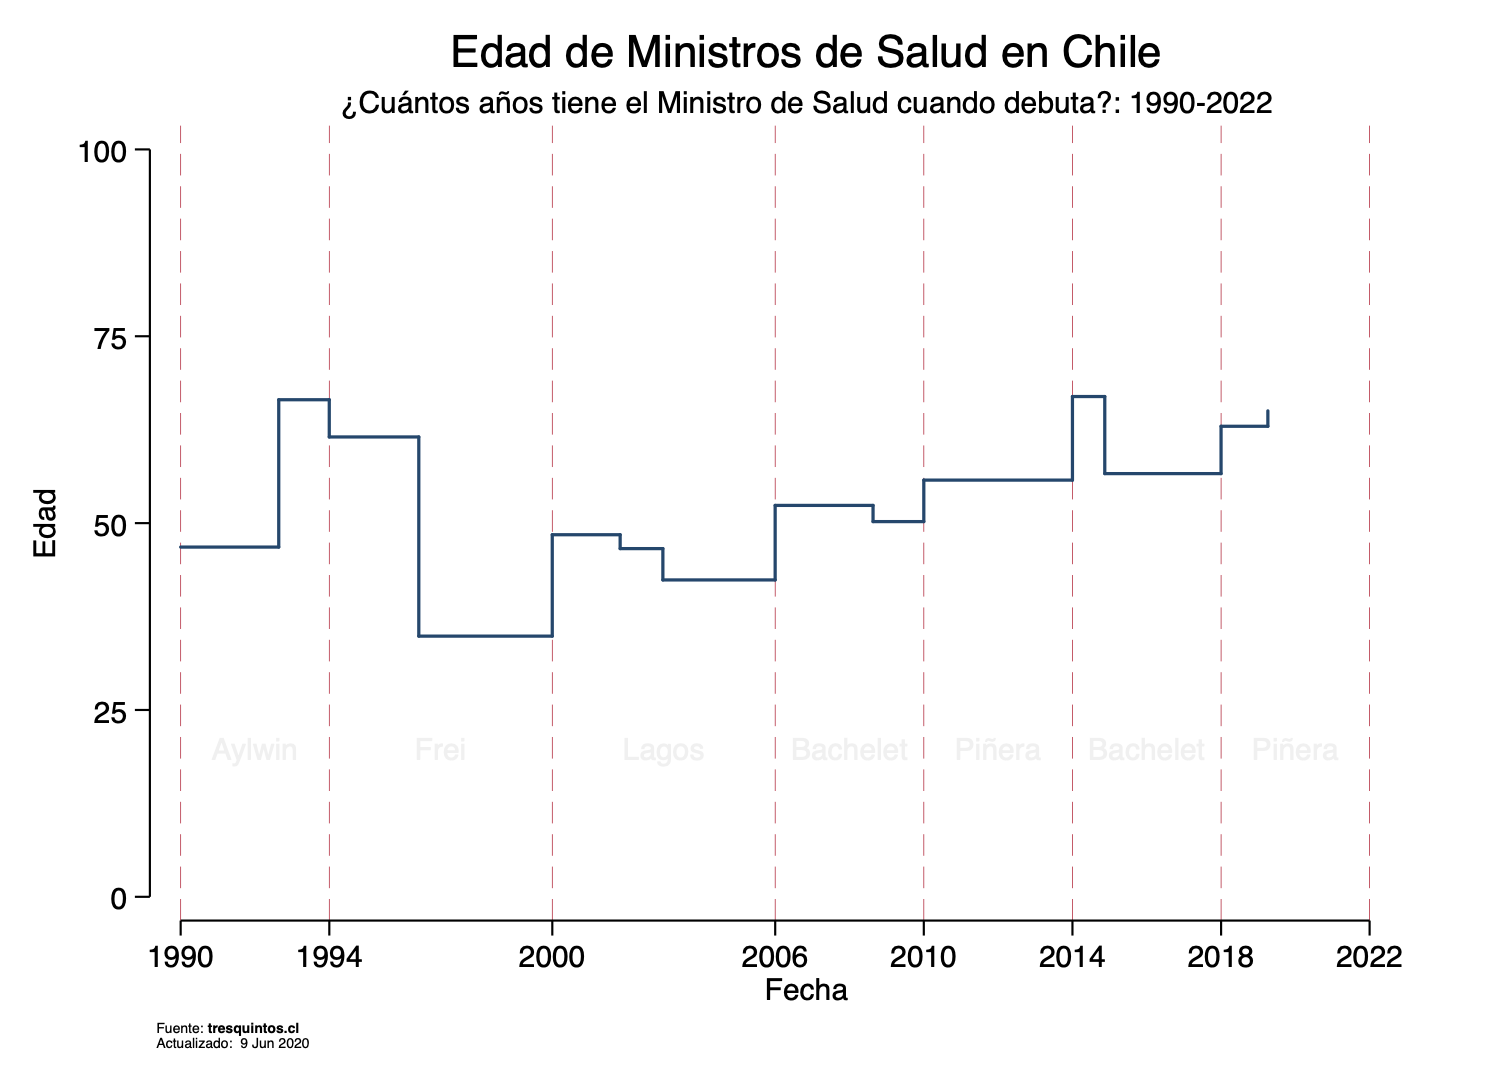 Edad de Ministros de Salud en Chile
¿Cuántos años tiene el Ministro de Salud cuando debuta?: 1990-2022
100
75
50
25
0
Edad
Aylwin Frei Lagos Bachelet Piñera Bachelet Piñera
1990 1994 2000 2006 2010 2014 2018 2022
Fecha
Fuente: tresquintos.cl
Actualizado: 9 Jun 2020